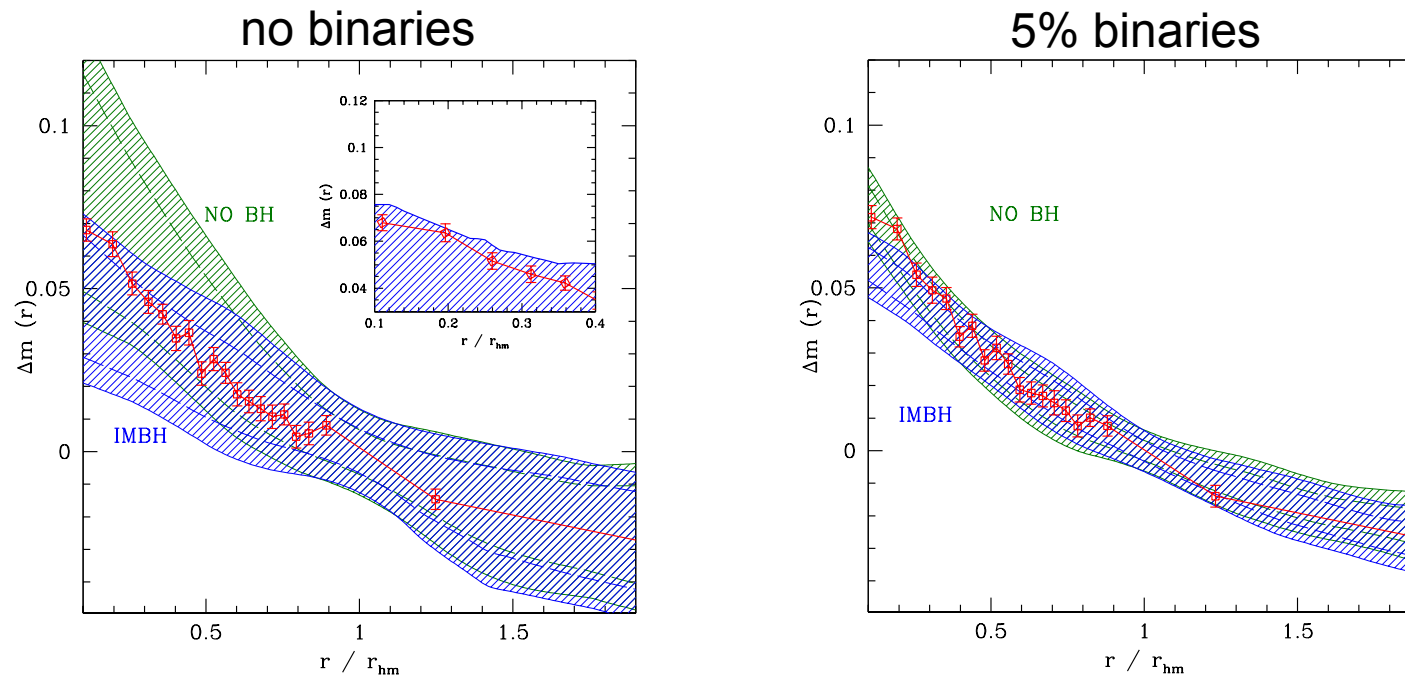 no binaries
0.1
0.05
0
Δm (r)
NO BH
IMBH
0.5
1
1.5
r / r_hm
0.12
0.1
0.08
0.06
0.04
Δm (r)
0.1
0.2
0.3
0.4
r / r_hm
5% binaries
0.1
0.05
0
Δm (r)
NO BH
IMBH
0.5
1
1.5
r / r_hm